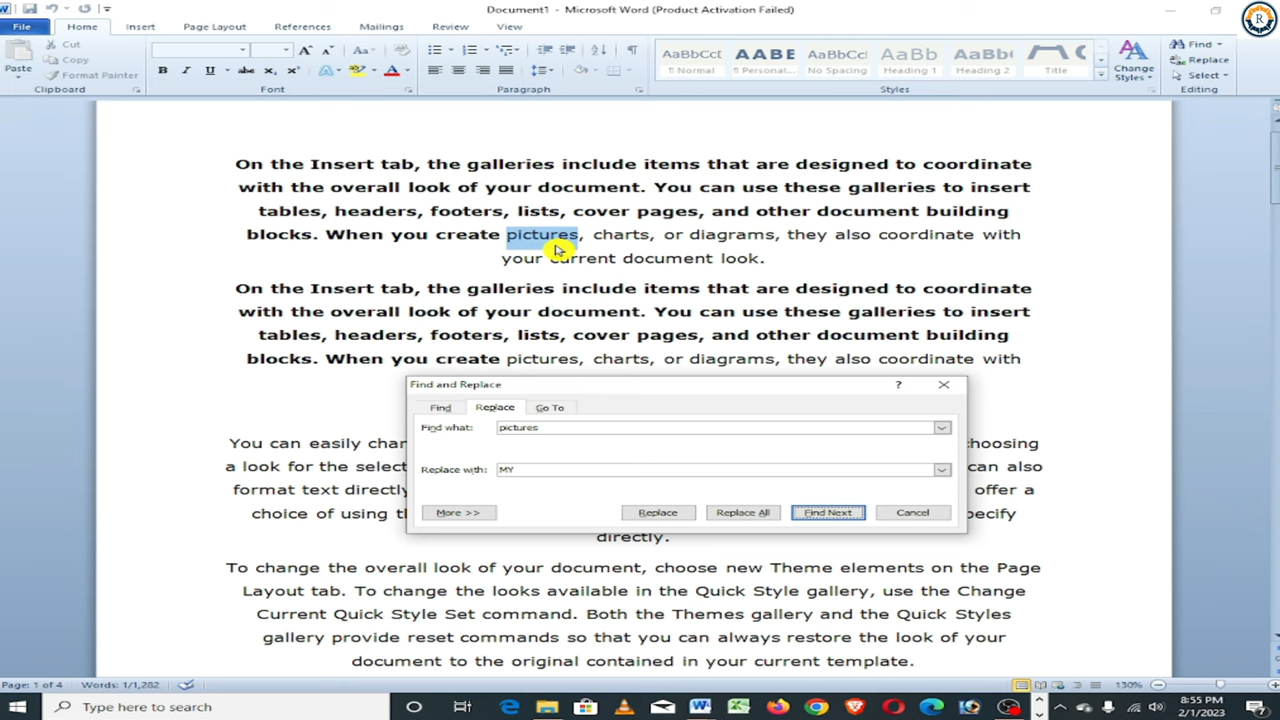 Document1 - Microsoft Word (Product Activation Failed)
File Home Insert Page Layout References Mailings Review View
Paste
Cut
Copy
Format Painter
Clipboard
Font
Paragraph
AaBbCcI AABE AaBbCcDc AaBb AaBb( AaBbC
¶ Normal ¶ Personal... No Spacing Heading 1 Heading 2 Title
Change Styles
Styles
Find
Replace
Select
Editing
R
On the Insert tab, the galleries include items that are designed to coordinate
with the overall look of your document. You can use these galleries to insert
tables, headers, footers, lists, cover pages, and other document building
blocks. When you create pictures, charts, or diagrams, they also coordinate with
your current document look.
On the Insert tab, the galleries include items that are designed to coordinate
with the overall look of your document. You can use these galleries to insert
tables, headers, footers, lists, cover pages, and other document building
blocks. When you create pictures, charts, or diagrams, they also coordinate with
Find and Replace
Find Replace Go To
Find what: pictures
Replace with: MY
More >> Replace Replace All Find Next Cancel
You can easily chan hoosing
a look for the select can also
format text directly offer a
choice of using th pecify
directly.
To change the overall look of your document, choose new Theme elements on the Page
Layout tab. To change the looks available in the Quick Style gallery, use the Change
Current Quick Style Set command. Both the Themes gallery and the Quick Styles
gallery provide reset commands so that you can always restore the look of your
document to the original contained in your current template.
Page: 1 of 4 Words: 1/1,282 130%
Type here to search
8:55 PM
2/1/2023